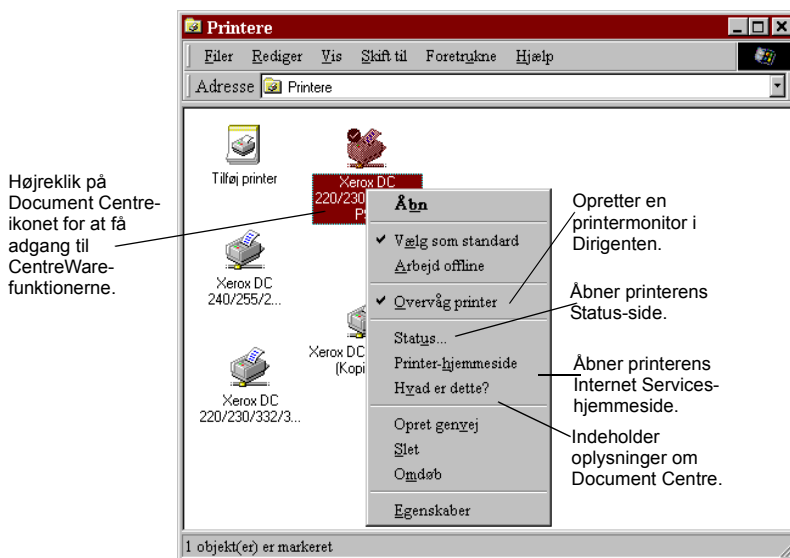 Printere
Filer Rediger Vis Skift til Foretrukne Hjælp
Adresse Printere
Tilføj printer
Xerox DC
220/230
Xerox DC
240/255/2...
Xerox DC
(Kopi
Xerox DC
220/230/332/3...
Højreklik på
Document Centre-
ikonet for at få
adgang til
CentreWare-
funktionerne.
Åbn
Vælg som standard
Arbejd offline
Overvåg printer
Status...
Printer-hjemmeside
Hvad er dette?
Opret genvej
Slet
Omdøb
Egenskaber
Opretter en
printermonitor i
Dirigenten.
Åbner printerens
Status-side.
Åbner printerens
Internet Services-
hjemmeside.
Indeholder
oplysninger om
Document Centre.
1 objekt(er) er markeret